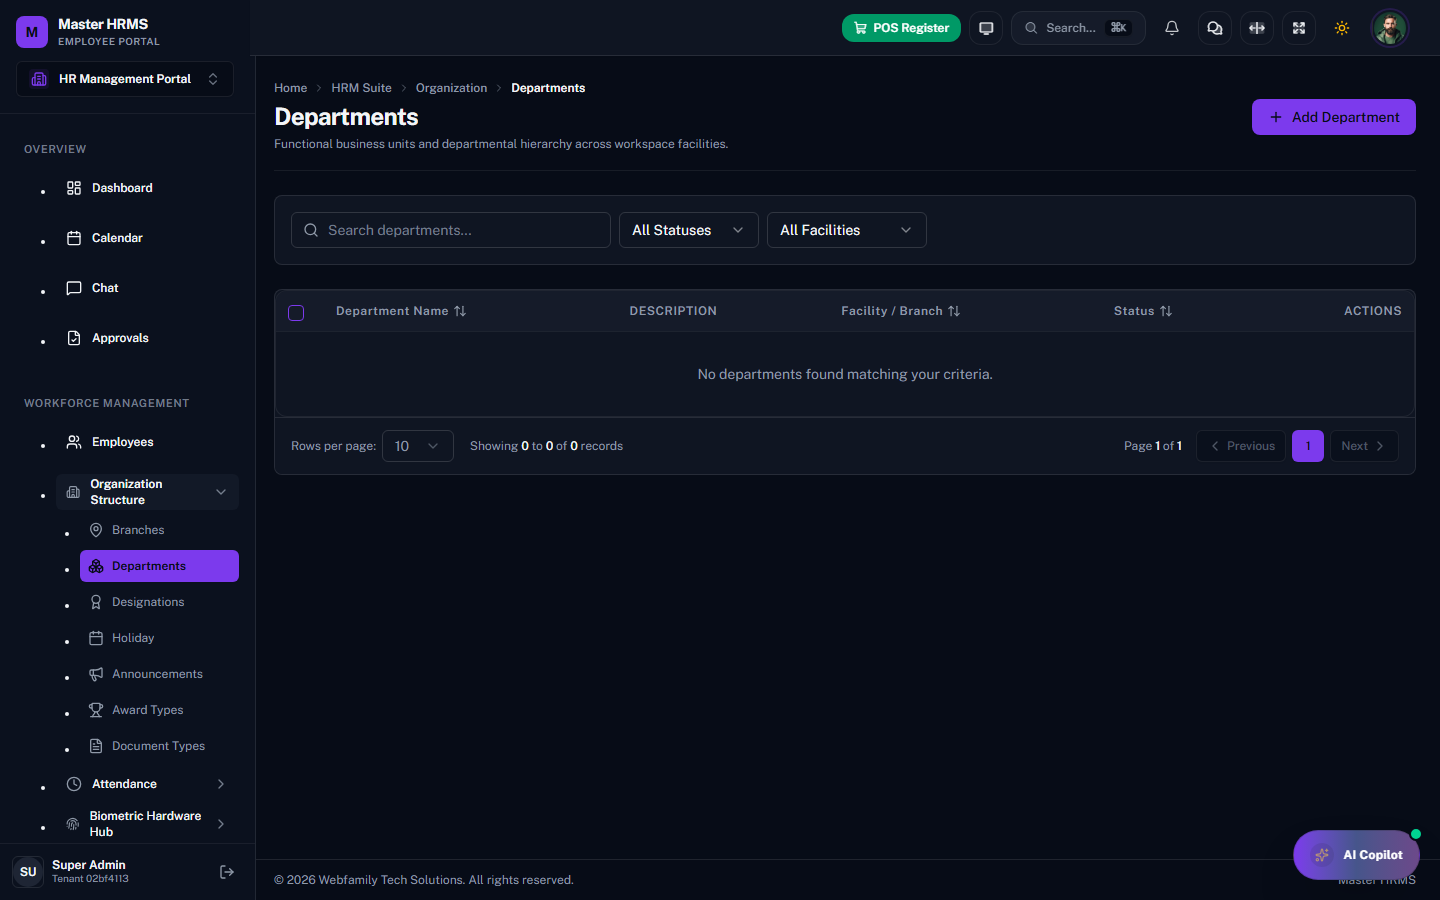 M
Master HRMS
EMPLOYEE PORTAL
HR Management Portal
OVERVIEW
Dashboard
Calendar
Chat
Approvals
WORKFORCE MANAGEMENT
Employees
Organization
Structure
Branches
Departments
Designations
Holiday
Announcements
Award Types
Document Types
Attendance
Biometric Hardware
Hub
SU
Super Admin
Tenant 02bf4113
POS Register
Search...
⌘K
Home > HRM Suite > Organization > Departments
Departments
Functional business units and departmental hierarchy across workspace facilities.
+ Add Department
Search departments...
All Statuses
All Facilities
Department Name
DESCRIPTION
Facility / Branch
Status
ACTIONS
No departments found matching your criteria.
Rows per page: 10
Showing 0 to 0 of 0 records
Page 1 of 1
Previous
1
Next
AI Copilot
© 2026 Webfamily Tech Solutions. All rights reserved.
Master HRMS